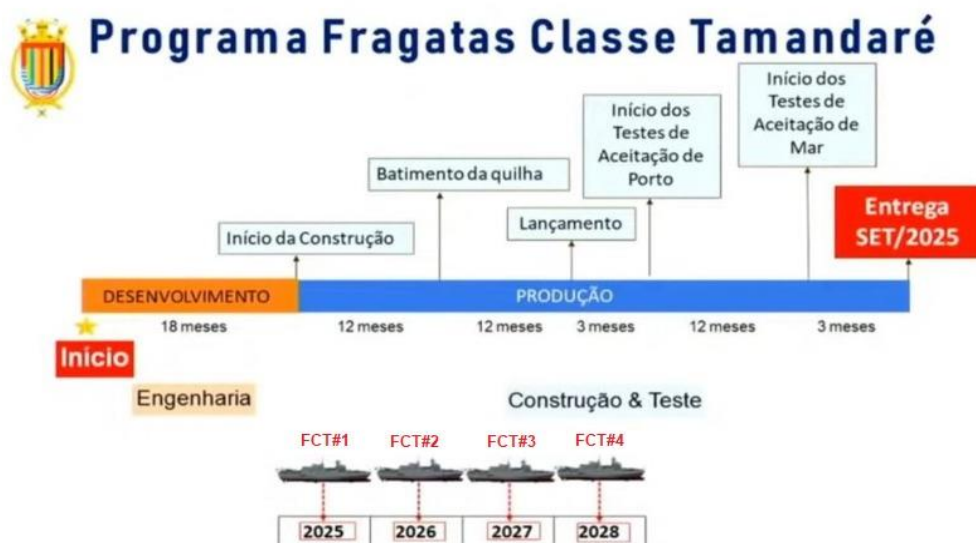 Programa Fragatas Classe Tamandaré
Início dos
Testes de
Aceitação de
Mar
Início dos
Testes de
Aceitação de
Porto
Batimento da quilha
Lançamento
Início da Construção
Entrega
SET/2025
DESENVOLVIMENTO
PRODUÇÃO
18 meses
12 meses
12 meses
3 meses
12 meses
3 meses
Início
Engenharia
Construção & Teste
FCT#1
FCT#2
FCT#3
FCT#4
2025
2026
2027
2028